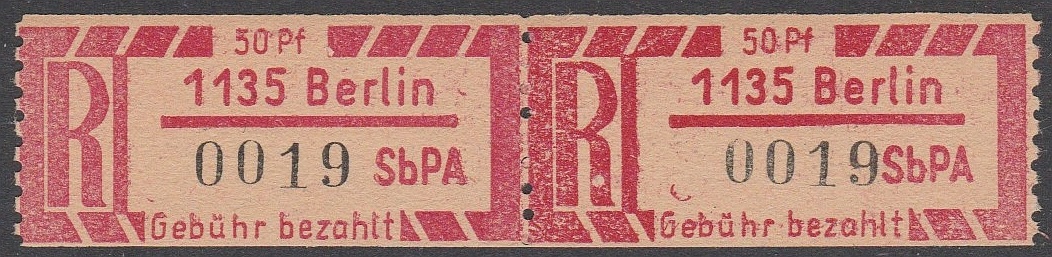 50 Pf
R 1135 Berlin
0019 SbPA
Gebühr bezahlt
50 Pf
R 1135 Berlin
0019 SbPA
Gebühr bezahlt